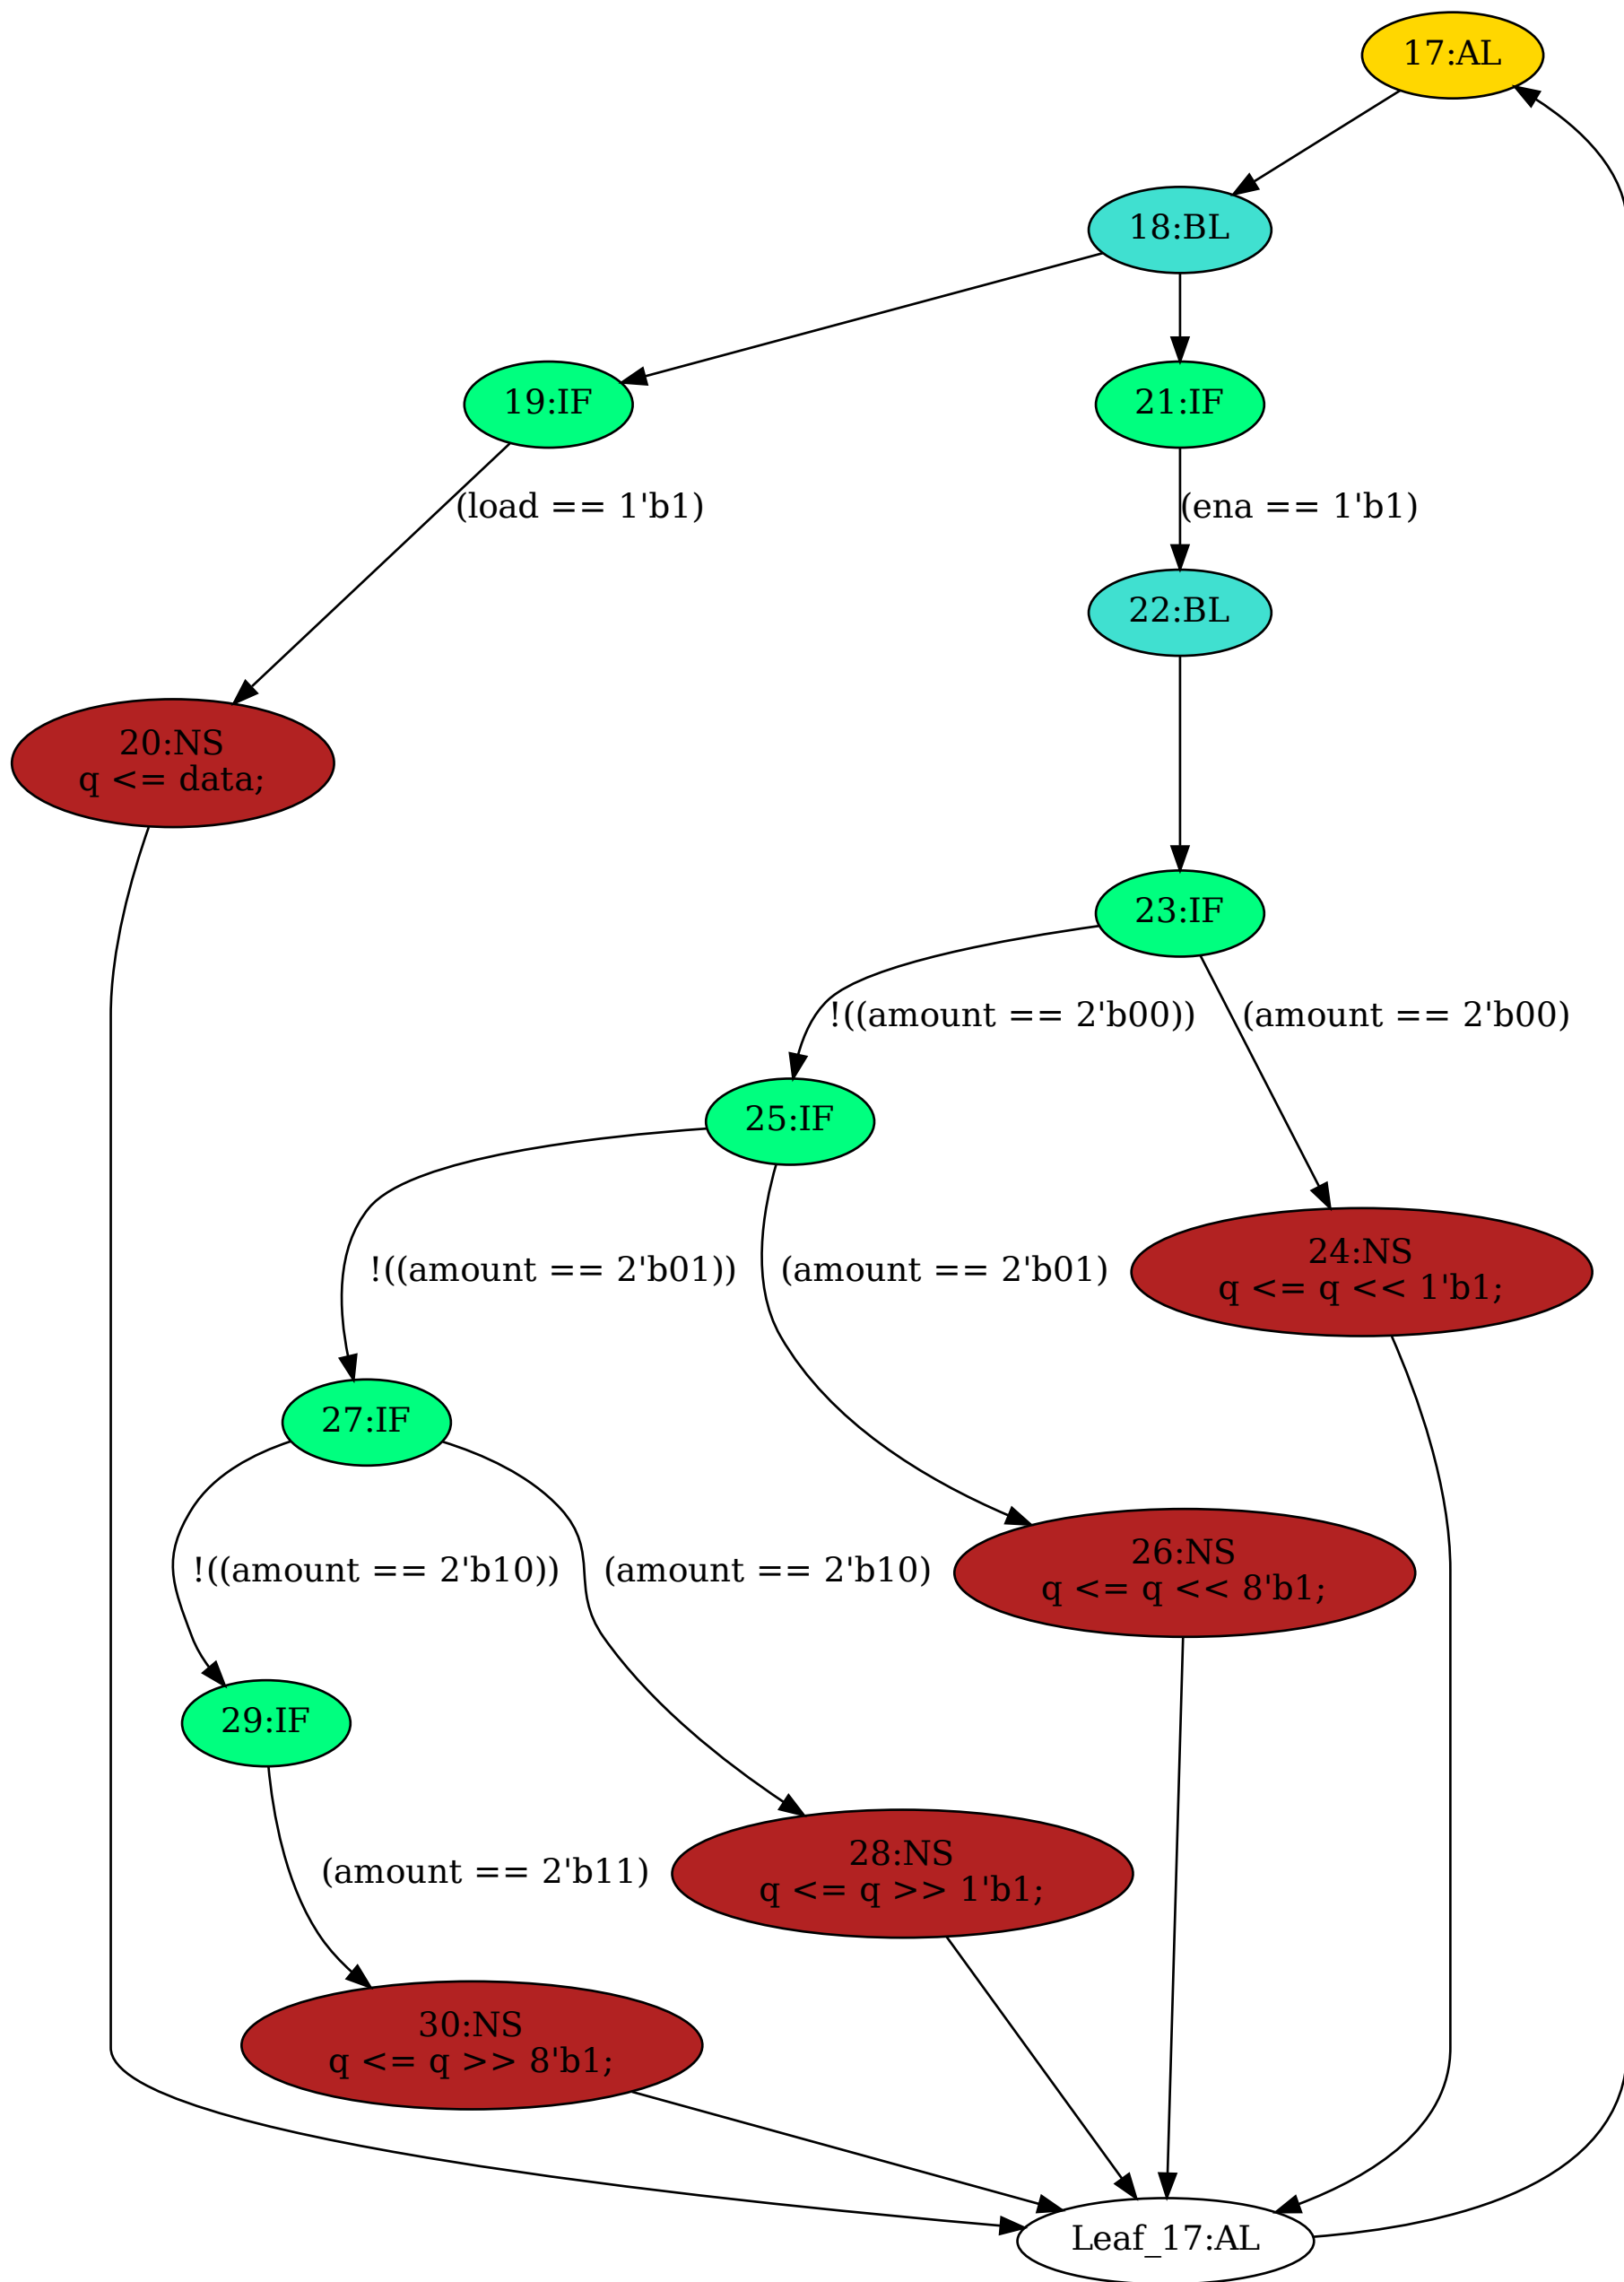 17:AL
18:BL
19:IF
21:IF
(load == 1'b1)
(ena == 1'b1)
22:BL
20:NS
q <= data;
23:IF
!((amount == 2'b00))
(amount == 2'b00)
25:IF
24:NS
q <= q << 1'b1;
!((amount == 2'b01))
(amount == 2'b01)
27:IF
26:NS
q <= q << 8'b1;
!((amount == 2'b10))
(amount == 2'b10)
29:IF
28:NS
q <= q >> 1'b1;
(amount == 2'b11)
30:NS
q <= q >> 8'b1;
Leaf_17:AL